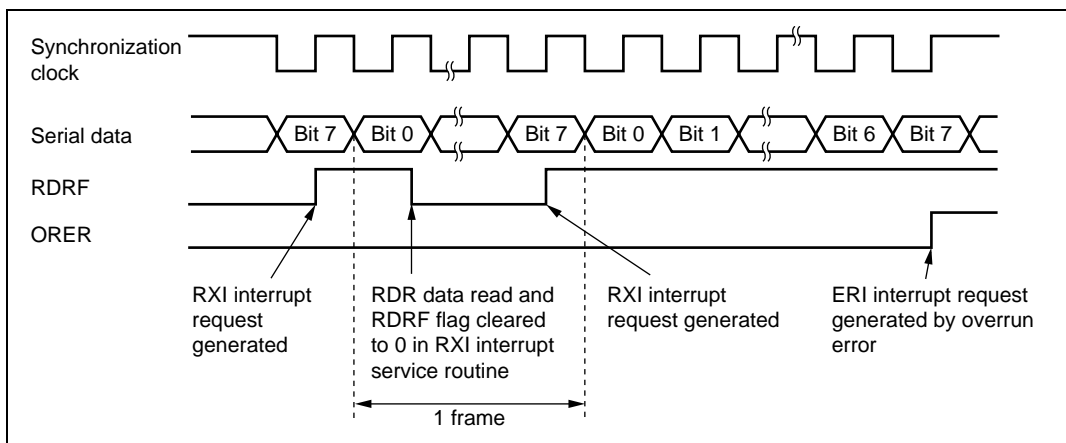 Synchronization
clock
Serial data
Bit 7 Bit 0 Bit 7 Bit 0 Bit 1 Bit 6 Bit 7
RDRF
ORER
RXI interrupt
request
generated
RDR data read and
RDRF flag cleared
to 0 in RXI interrupt
service routine
RXI interrupt
request generated
ERI interrupt request
generated by overrun
error
1 frame